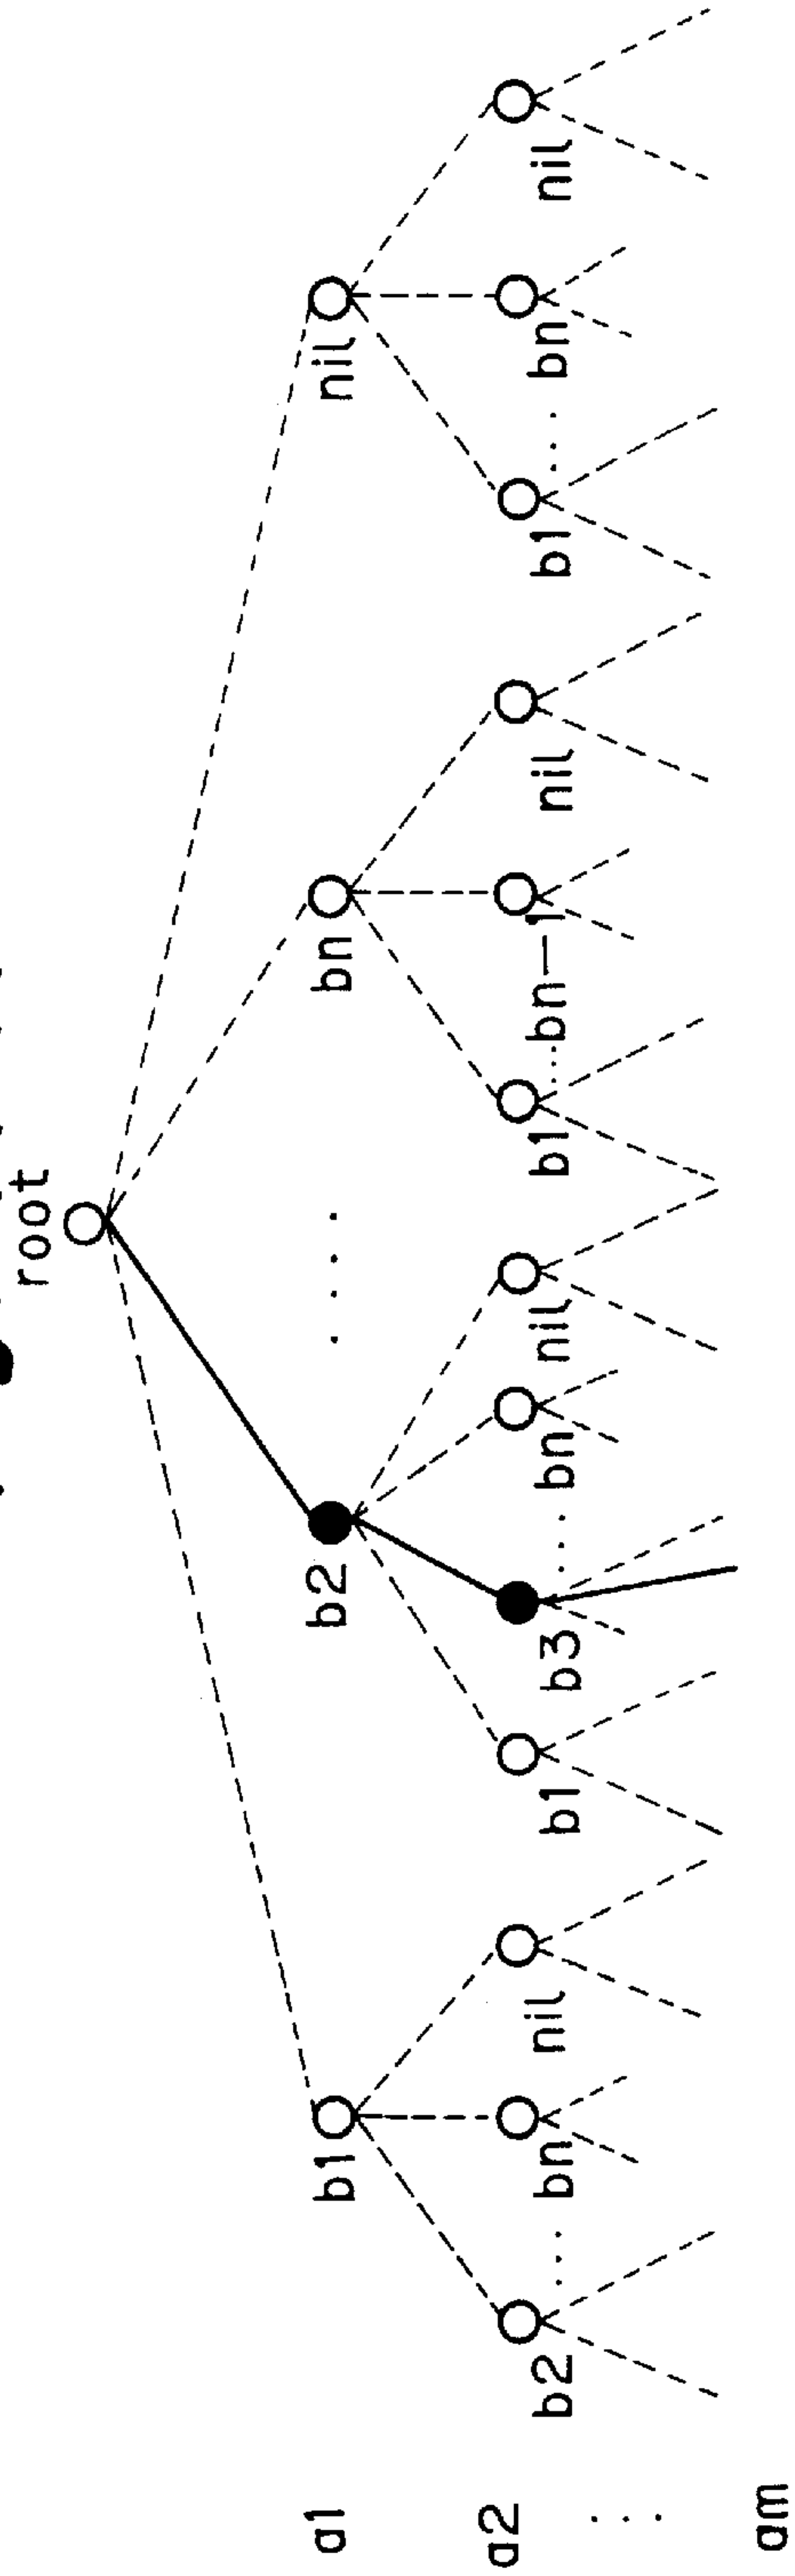 root
a1 b1 b2 . . . . bn nil
a2 b2 .... bn nil b1 b3 .... bn nil b1 .... bn-1 nil b1 .... bn nil
. . .
am